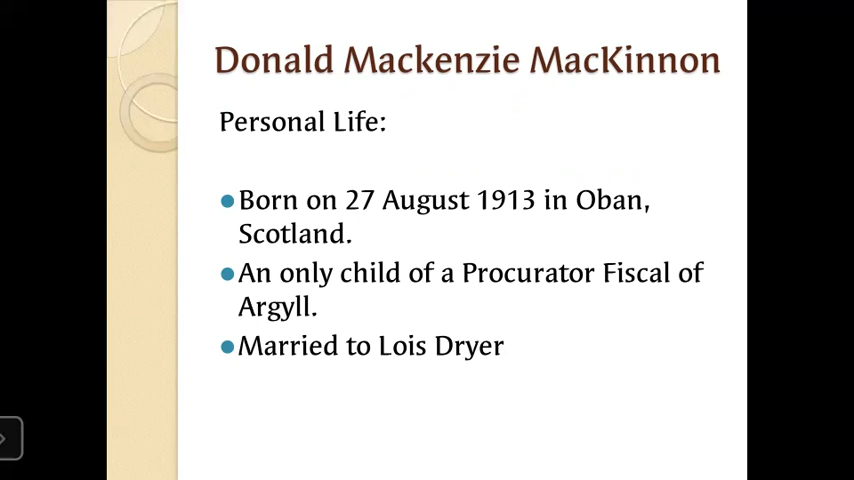 Donald Mackenzie MacKinnon
Personal Life:
Born on 27 August 1913 in Oban,
Scotland.
An only child of a Procurator Fiscal of
Argyll.
Married to Lois Dryer